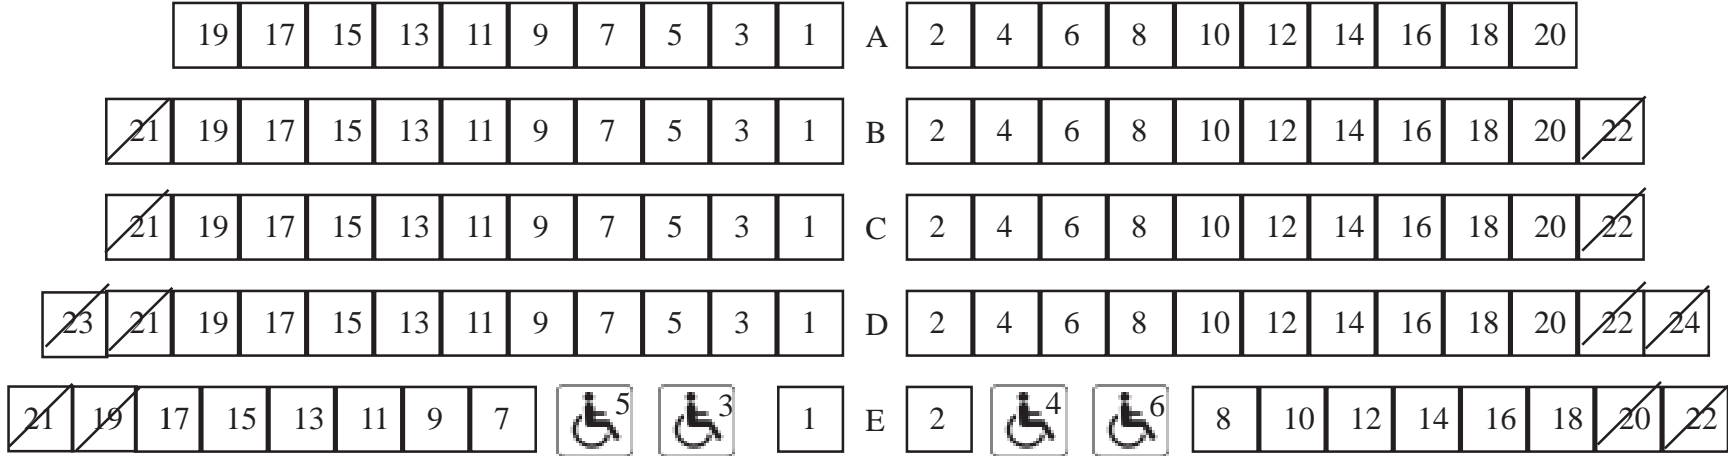 19 17 15 13 11 9 7 5 3 1 A 2 4 6 8 10 12 14 16 18 20
21 19 17 15 13 11 9 7 5 3 1 B 2 4 6 8 10 12 14 16 18 20 22
21 19 17 15 13 11 9 7 5 3 1 C 2 4 6 8 10 12 14 16 18 20 22
23 21 19 17 15 13 11 9 7 5 3 1 D 2 4 6 8 10 12 14 16 18 20 22 24
21 19 17 15 13 11 9 7 5 3 1 E 2 4 6 8 10 12 14 16 18 20 22